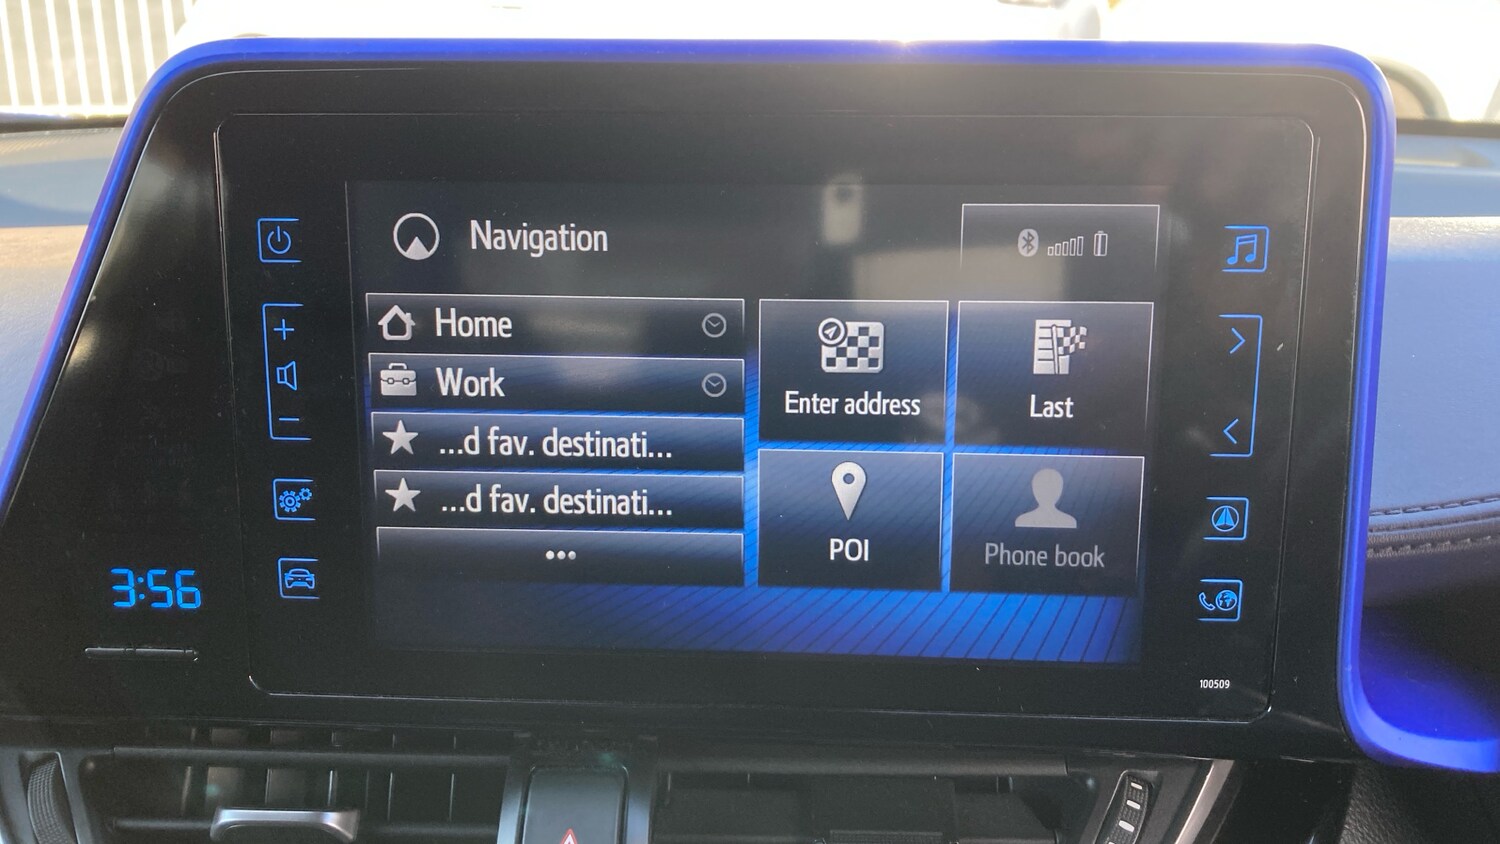 Navigation
Home
Work
...d fav. destinati...
...d fav. destinati...
...
Enter address
Last
POI
Phone book
3:56
100509